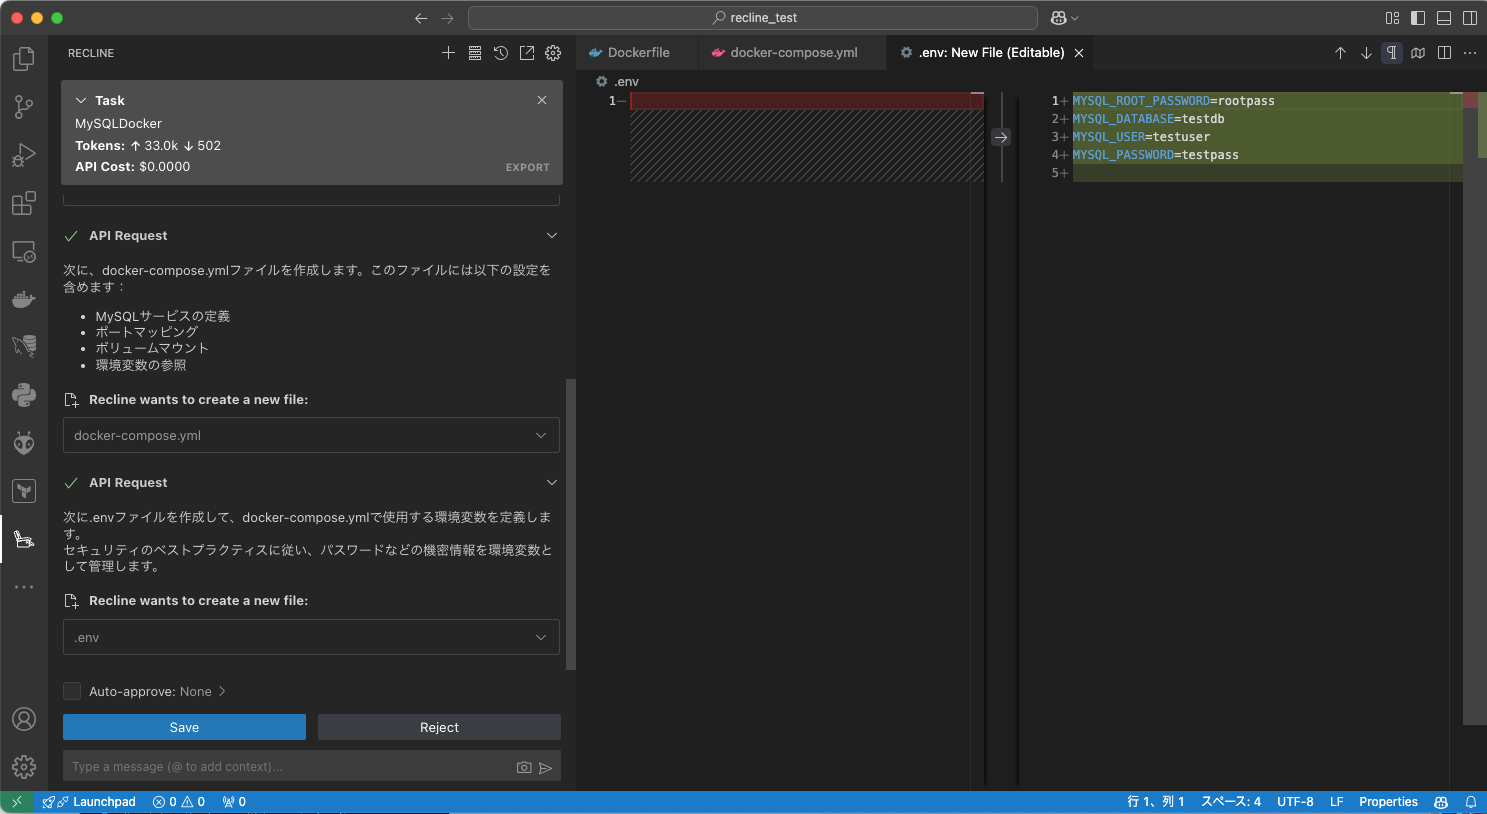 recline_test
RECLINE
Task
MySQLDocker
Tokens: ↑ 33.0k ↓ 502
API Cost: $0.0000
EXPORT
API Request
次に、docker-compose.ymlファイルを作成します。このファイルには以下の設定を
含めます：
• MySQLサービスの定義
• ポートマッピング
• ボリュームマウント
• 環境変数の参照
Recline wants to create a new file:
docker-compose.yml
API Request
次に.envファイルを作成して、docker-compose.ymlで使用する環境変数を定義しま
す。
セキュリティのベストプラクティスに従い、パスワードなどの機密情報を環境変数と
して管理します。
Recline wants to create a new file:
.env
Auto-approve: None
Save
Reject
Type a message (@ to add context)...
Dockerfile
docker-compose.yml
.env: New File (Editable)
.env
1−
1+ MYSQL_ROOT_PASSWORD=rootpass
2+ MYSQL_DATABASE=testdb
3+ MYSQL_USER=testuser
4+ MYSQL_PASSWORD=testpass
5+
Launchpad
0
0
0
行 1、列 1
スペース: 4
UTF-8
LF
Properties